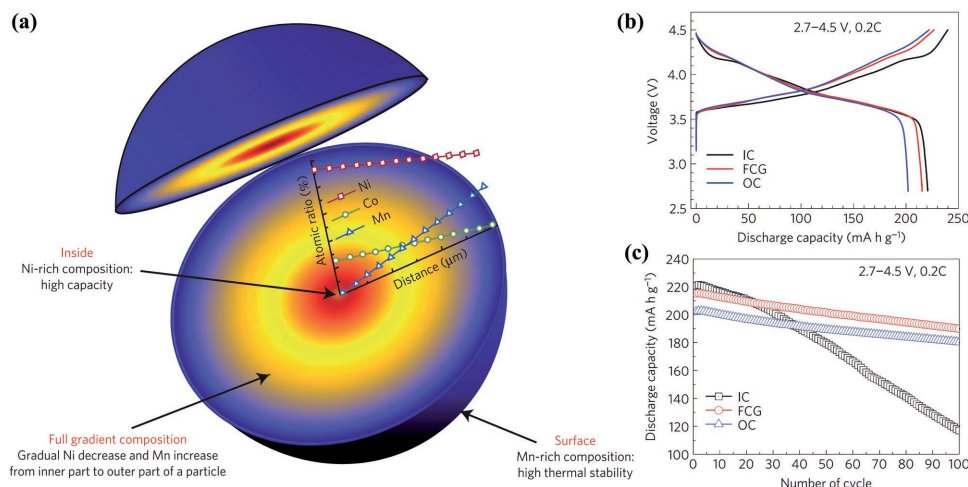 (a)
Atomic ratio (%)
Ni
Co
Mn
Distance (μm)
Inside
Ni-rich composition:
high capacity
Full gradient composition
Gradual Ni decrease and Mn increase
from inner part to outer part of a particle
Surface
Mn-rich composition:
high thermal stability
(b)
2.7–4.5 V, 0.2C
Voltage (V)
4.5
4.0
3.5
3.0
2.5
IC
FCG
OC
0 50 100 150 200 250
Discharge capacity (mA h g⁻¹)
(c)
2.7–4.5 V, 0.2C
Discharge capacity (mA h g⁻¹)
240
220
200
180
160
140
120
100
IC
FCG
OC
0 10 20 30 40 50 60 70 80 90 100
Number of cycle